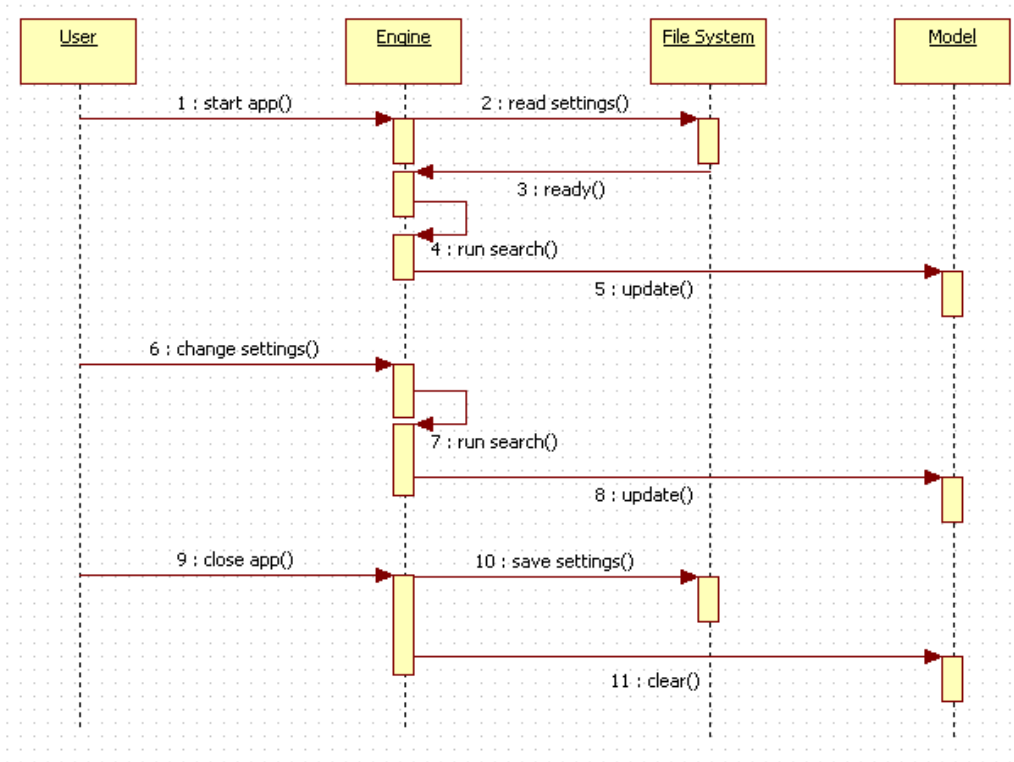 User
Engine
File System
Model
1 : start app()
2 : read settings()
3 : ready()
4 : run search()
5 : update()
6 : change settings()
7 : run search()
8 : update()
9 : close app()
10 : save settings()
11 : clear()